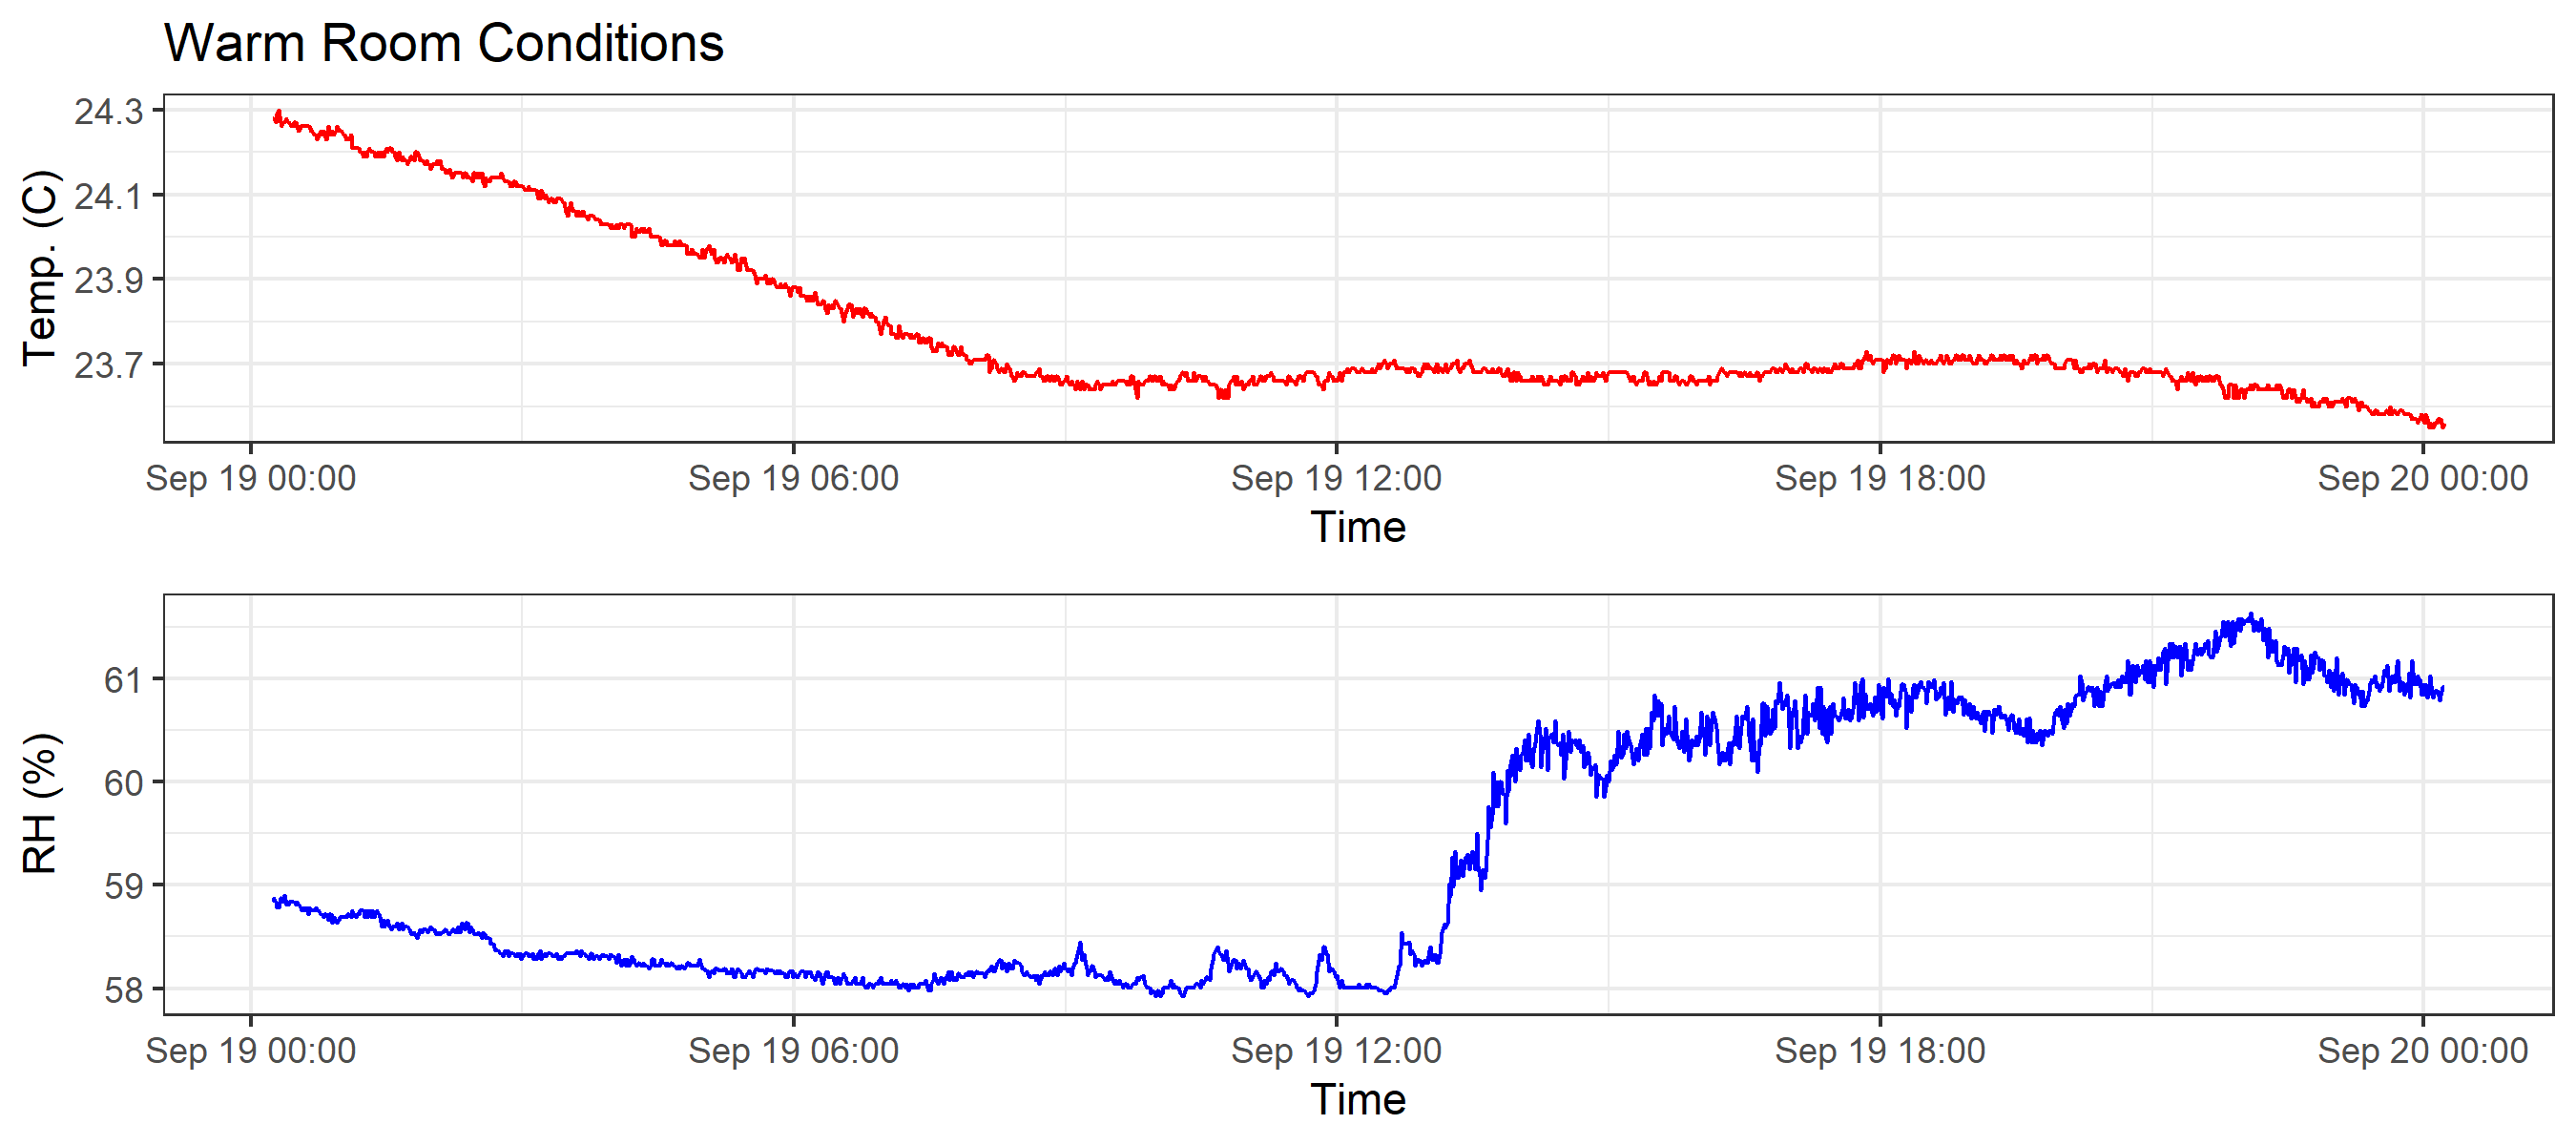 Warm Room Conditions
Temp. (C)
24.3
24.1
23.9
23.7
Sep 19 00:00 Sep 19 06:00 Sep 19 12:00 Sep 19 18:00 Sep 20 00:00
Time
RH (%)
61
60
59
58
Sep 19 00:00 Sep 19 06:00 Sep 19 12:00 Sep 19 18:00 Sep 20 00:00
Time